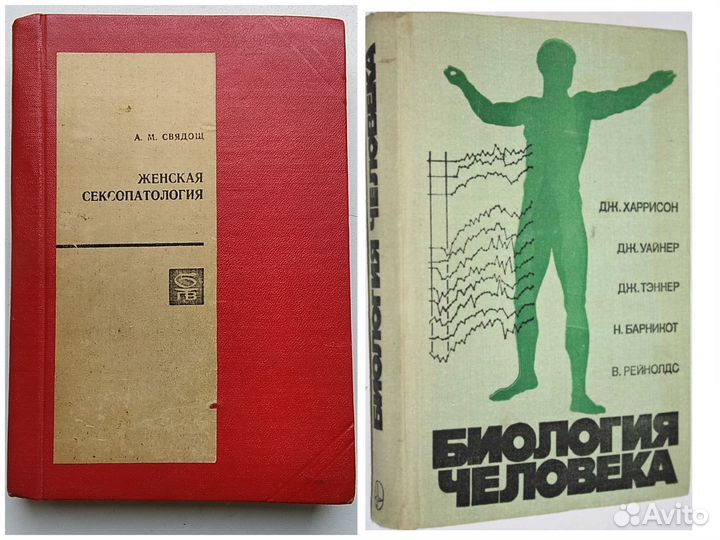 А. М. СВЯДОЩ
ЖЕНСКАЯ
СЕКСОПАТОЛОГИЯ
БИОЛОГИЯ ЧЕЛОВЕКА
ДЖ. ХАРРИСОН
ДЖ. УАЙНЕР
ДЖ. ТЭННЕР
Н. БАРНИКОТ
В. РЕЙНОЛДС
БИОЛОГИЯ
ЧЕЛОВЕКА
Avito